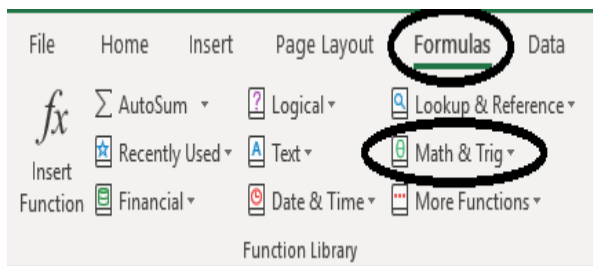 File Home Insert Page Layout Formulas Data
fx ∑ AutoSum Logical Lookup & Reference
Insert Recently Used Text Math & Trig
Function Financial Date & Time More Functions
Function Library